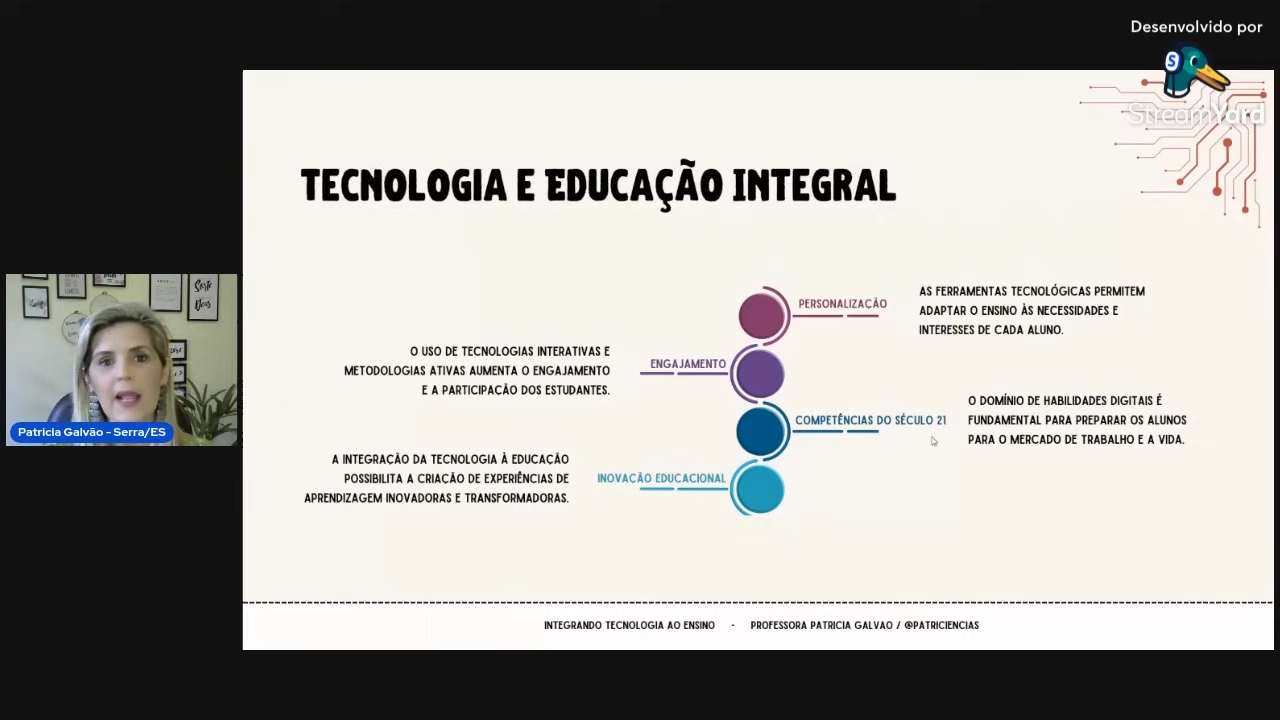 Desenvolvido por
StreamYard
TECNOLOGIA E EDUCAÇÃO INTEGRAL
PERSONALIZAÇÃO
AS FERRAMENTAS TECNOLÓGICAS PERMITEM
ADAPTAR O ENSINO ÀS NECESSIDADES E
INTERESSES DE CADA ALUNO.
O USO DE TECNOLOGIAS INTERATIVAS E
METODOLOGIAS ATIVAS AUMENTA O ENGAJAMENTO
E A PARTICIPAÇÃO DOS ESTUDANTES.
ENGAJAMENTO
COMPETÊNCIAS DO SÉCULO 21
O DOMÍNIO DE HABILIDADES DIGITAIS É
FUNDAMENTAL PARA PREPARAR OS ALUNOS
PARA O MERCADO DE TRABALHO E A VIDA.
A INTEGRAÇÃO DA TECNOLOGIA À EDUCAÇÃO
POSSIBILITA A CRIAÇÃO DE EXPERIÊNCIAS DE
APRENDIZAGEM INOVADORAS E TRANSFORMADORAS.
INOVAÇÃO EDUCACIONAL
Patricia Galvão - Serra/ES
INTEGRANDO TECNOLOGIA AO ENSINO - PROFESSORA PATRICIA GALVAO / @PATRICIENCIAS